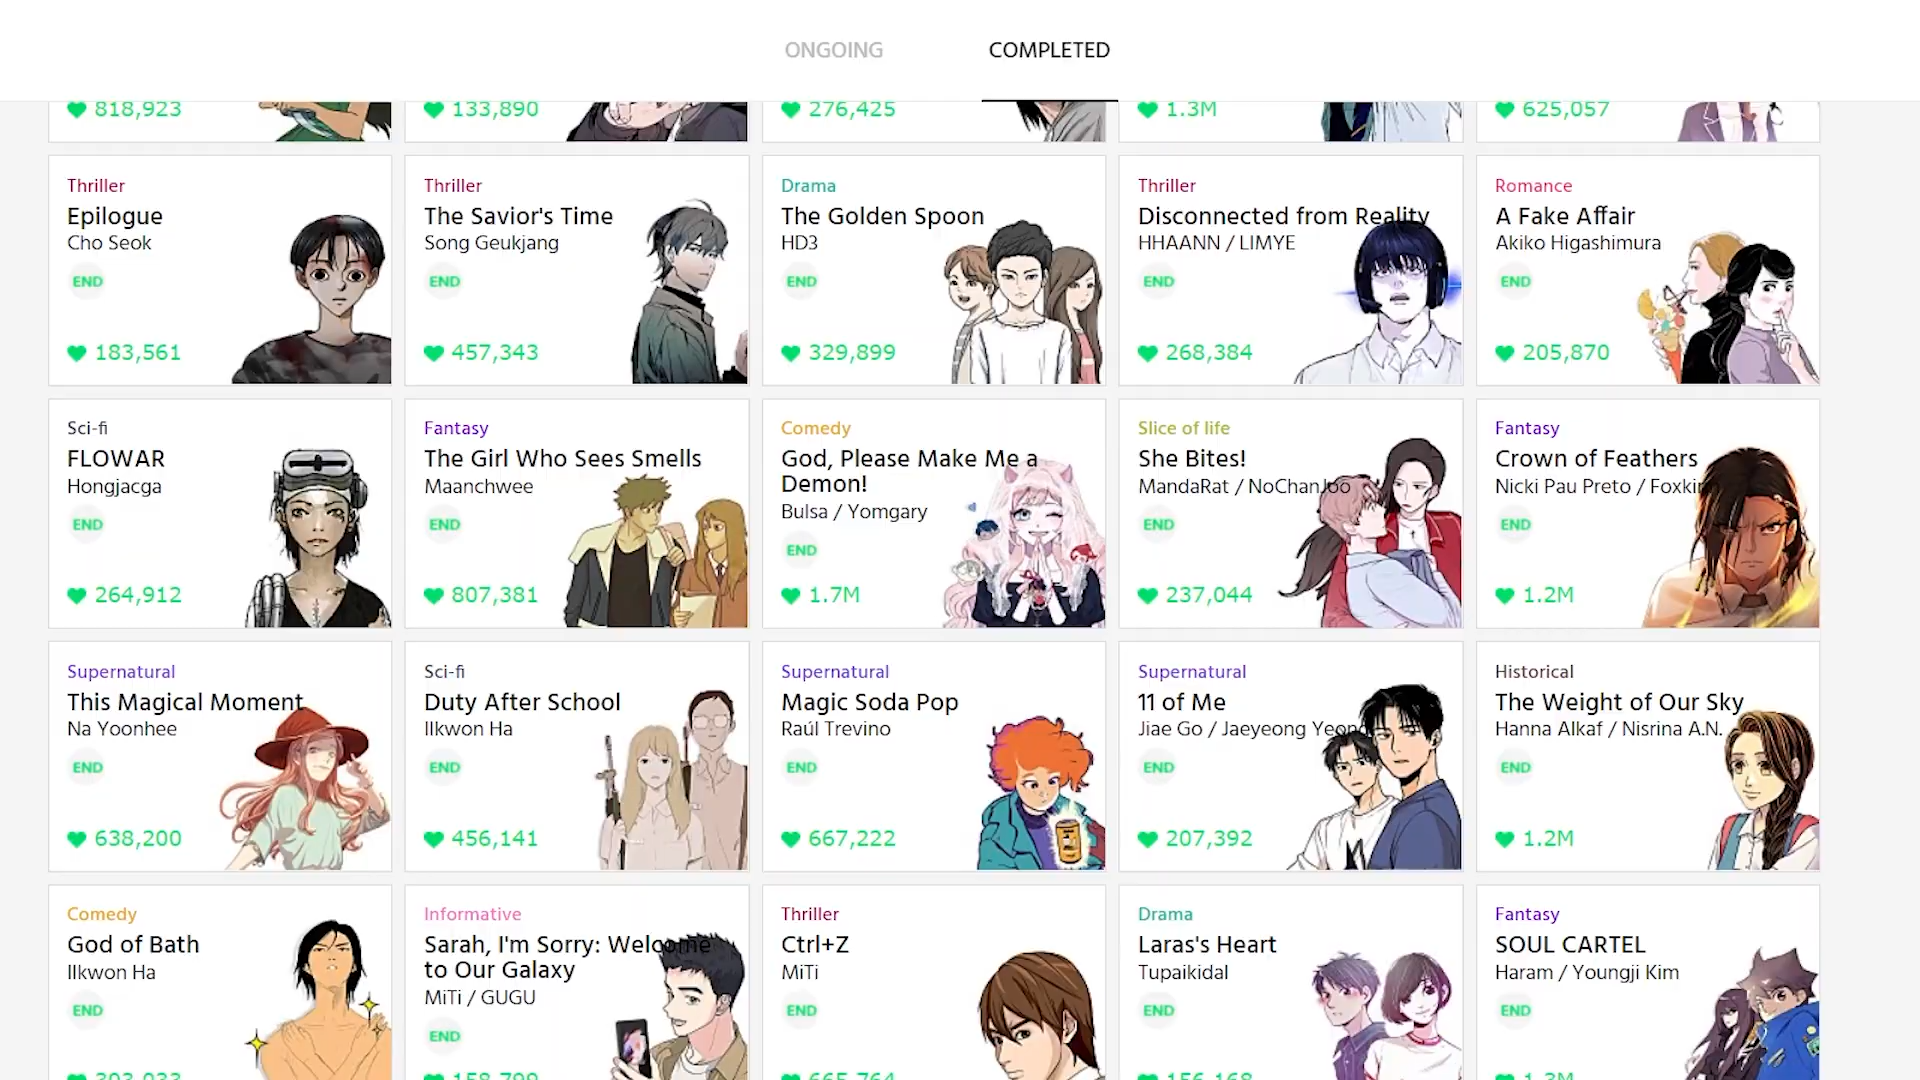 ONGOING
COMPLETED
818,923
133,890
276,425
1.3M
625,057
Thriller
Epilogue
Cho Seok
END
183,561
Thriller
The Savior's Time
Song Geukjang
END
457,343
Drama
The Golden Spoon
HD3
END
329,899
Thriller
Disconnected from Reality
HHAANN / LIMYE
END
268,384
Romance
A Fake Affair
Akiko Higashimura
END
205,870
Sci-fi
FLOWAR
Hongjacga
END
264,912
Fantasy
The Girl Who Sees Smells
Maanchwee
END
807,381
Comedy
God, Please Make Me a
Demon!
Bulsa / Yomgary
END
1.7M
Slice of life
She Bites!
MandaRat / NoChanJoo
END
237,044
Fantasy
Crown of Feathers
Nicki Pau Preto /
END
1.2M
Supernatural
This Magical Moment
Na Yoonhee
END
638,200
Sci-fi
Duty After School
Ilkwon Ha
END
456,141
Supernatural
Magic Soda Pop
Raúl Trevino
END
667,222
Supernatural
11 of Me
Jiae Go / Jaeyeong
END
207,392
Historical
The Weight of Our Sky
Hanna Alkaf / Nisrina A.N.
END
1.2M
Comedy
God of Bath
Ilkwon Ha
END
Informative
Sarah, I'm Sorry: Welcome
to Our Galaxy
MiTi / GUGU
END
Thriller
Ctrl+Z
MiTi
END
Drama
Laras's Heart
Tupaikidal
END
Fantasy
SOUL CARTEL
Haram / Youngji Kim
END